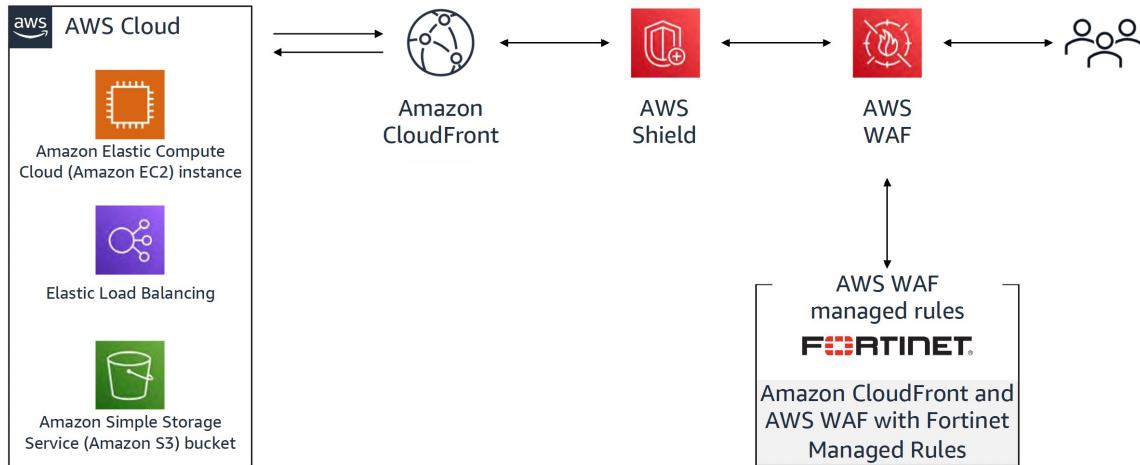 aws
AWS Cloud
Amazon Elastic Compute
Cloud (Amazon EC2) instance
Elastic Load Balancing
Amazon Simple Storage
Service (Amazon S3) bucket
Amazon
CloudFront
AWS
Shield
AWS
WAF
AWS WAF
managed rules
FORTINET®
Amazon CloudFront and
AWS WAF with Fortinet
Managed Rules